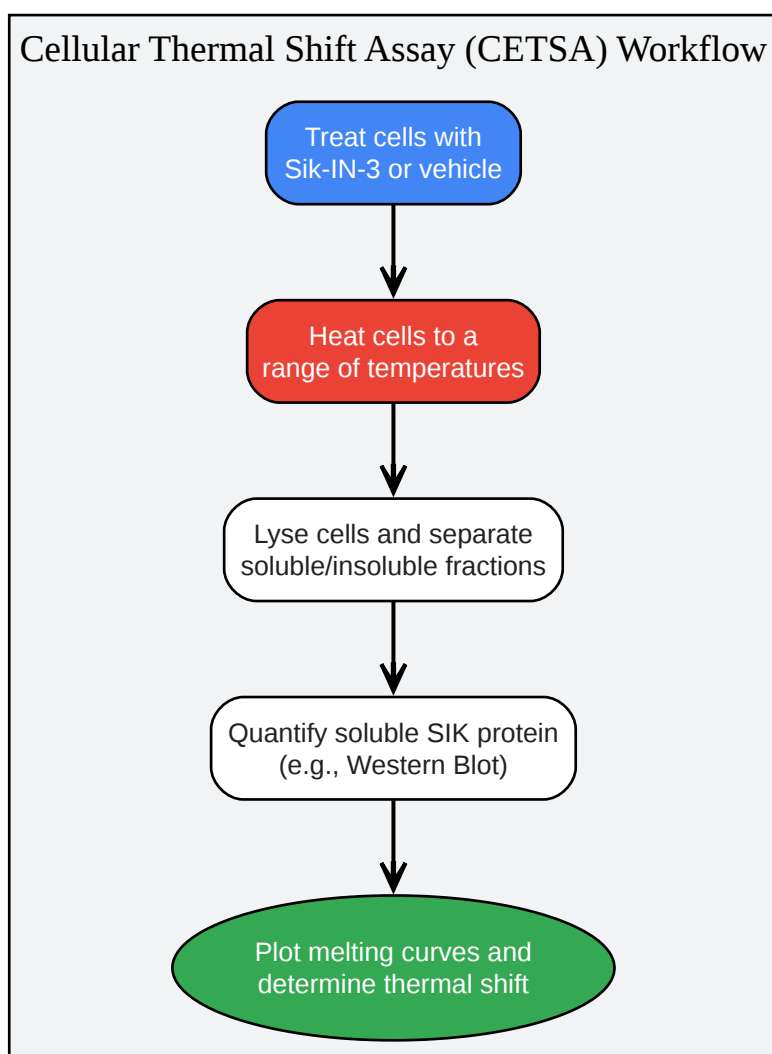 Cellular Thermal Shift Assay (CETSA) Workflow
Treat cells with
Sik-IN-3 or vehicle
Heat cells to a
range of temperatures
Lyse cells and separate
soluble/insoluble fractions
Quantify soluble SIK protein
(e.g., Western Blot)
Plot melting curves and
determine thermal shift